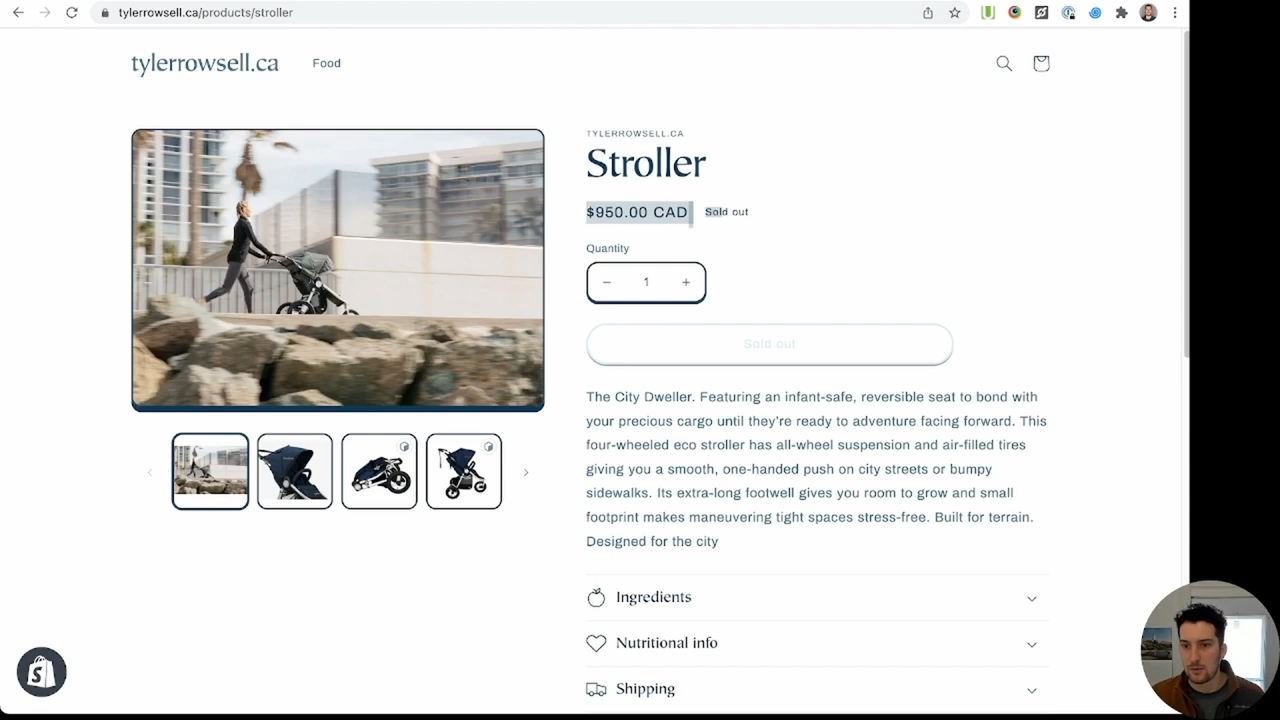 tylerrowsell.ca/products/stroller
tylerrowsell.ca
Food
TYLERROWSELL.CA
Stroller
$950.00 CAD
Sold out
Quantity
1
Sold out
The City Dweller. Featuring an infant-safe, reversible seat to bond with
your precious cargo until they’re ready to adventure facing forward. This
four-wheeled eco stroller has all-wheel suspension and air-filled tires
giving you a smooth, one-handed push on city streets or bumpy
sidewalks. Its extra-long footwell gives you room to grow and small
footprint makes maneuvering tight spaces stress-free. Built for terrain.
Designed for the city
Ingredients
Nutritional info
Shipping